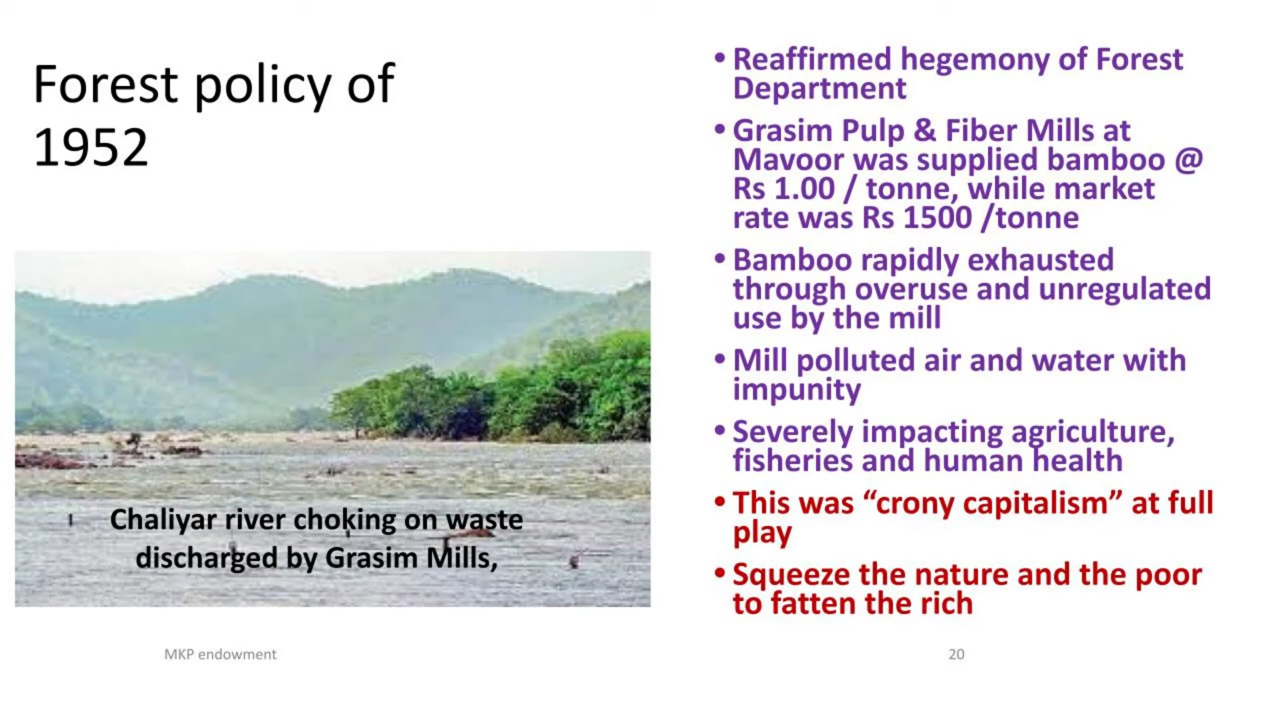 Forest policy of
1952
Chaliyar river choking on waste
discharged by Grasim Mills,
• Reaffirmed hegemony of Forest
Department
• Grasim Pulp & Fiber Mills at
Mavoor was supplied bamboo @
Rs 1.00 / tonne, while market
rate was Rs 1500 /tonne
• Bamboo rapidly exhausted
through overuse and unregulated
use by the mill
• Mill polluted air and water with
impunity
• Severely impacting agriculture,
fisheries and human health
• This was “crony capitalism” at full
play
• Squeeze the nature and the poor
to fatten the rich
MKP endowment
20